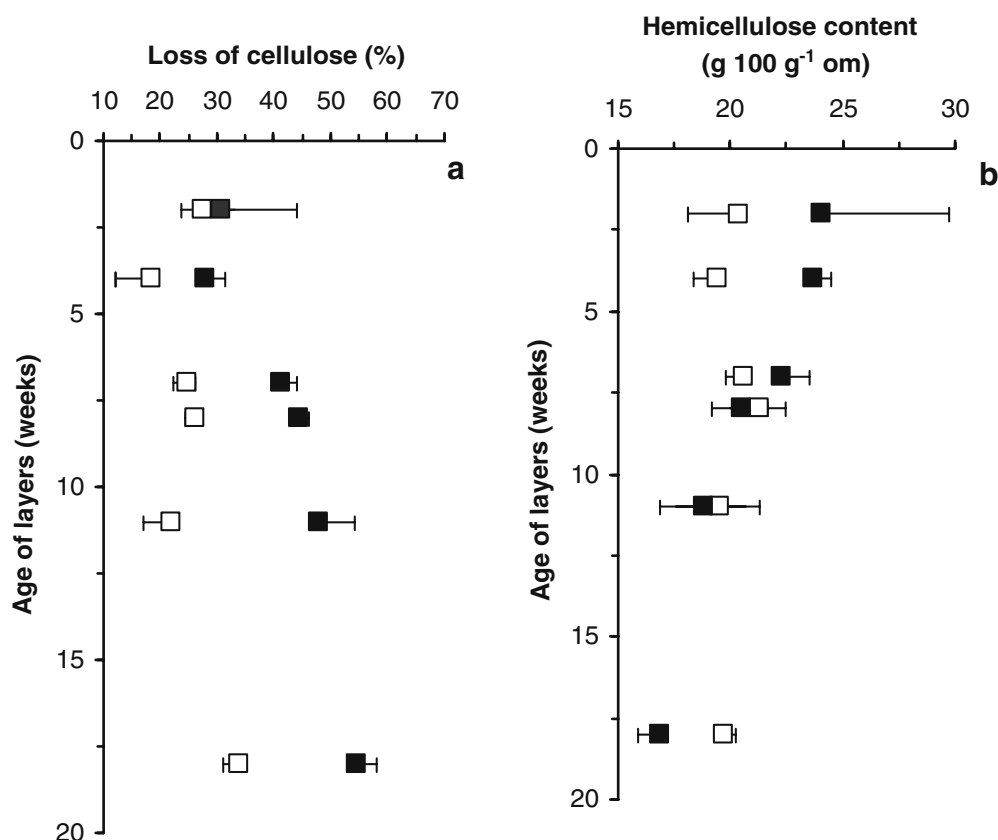 Loss of cellulose (%)
10 20 30 40 50 60 70
0
5
10
15
20
Age of layers (weeks)
a
Hemicellulose content
(g 100 g⁻¹ om)
15 20 25 30
0
5
10
15
20
Age of layers (weeks)
b